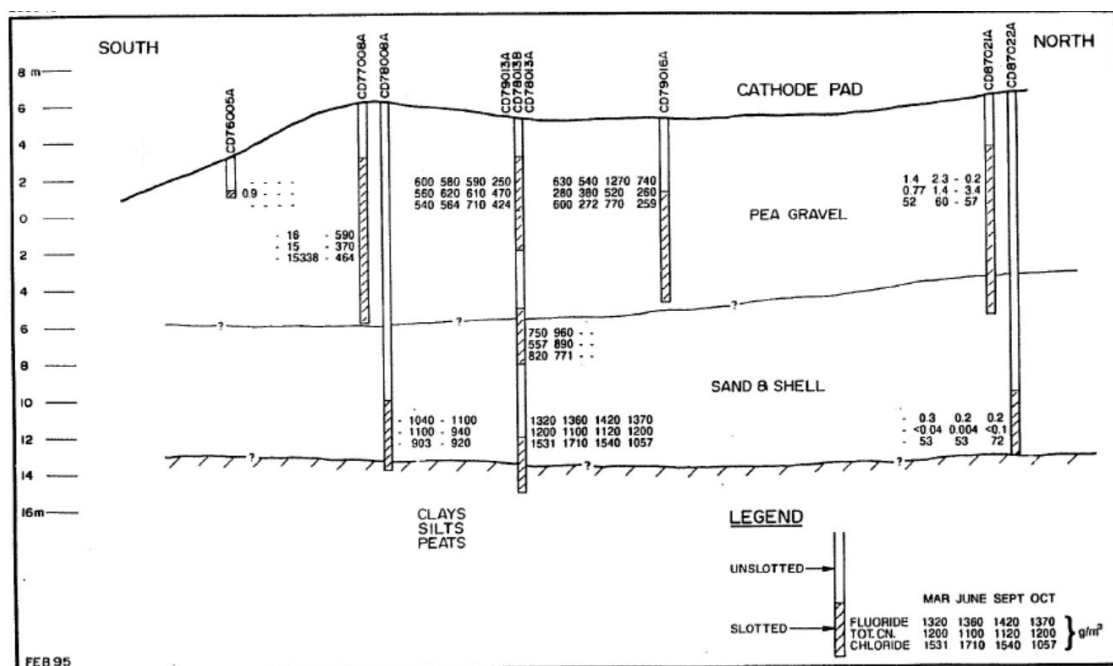 SOUTH
NORTH
CD76005A
CD77008A
CD78008A
CD79013A
CD78013B
CD78013A
CD79016A
CD87021A
CD87022A
CATHODE PAD
8 m
6
4
2
0
2
4
6
8
10
12
14
16m
- - - -
0.9 - - -
- - - -
- 16 - 590
- 15 - 370
- 15338 - 464
600 580 590 250
560 620 610 470
540 564 710 424
630 540 1270 740
280 380 520 260
600 272 770 259
1.4 2.3 - 0.2
0.77 1.4 - 3.4
52 60 - 57
PEA GRAVEL
? ? ?
750 960 - -
557 890 - -
820 771 - -
SAND & SHELL
- 1040 - 1100
- 1100 - 940
- 903 - 920
1320 1360 1420 1370
1200 1100 1120 1200
1531 1710 1540 1057
- 0.3 0.2 0.2
- <0.04 0.004 <0.1
- 53 53 72
? ? ?
CLAYS
SILTS
PEATS
LEGEND
UNSLOTTED
SLOTTED
MAR JUNE SEPT OCT
FLUORIDE 1320 1360 1420 1370
TOT. CN. 1200 1100 1120 1200
CHLORIDE 1531 1710 1540 1057
g/m³
FEB 95